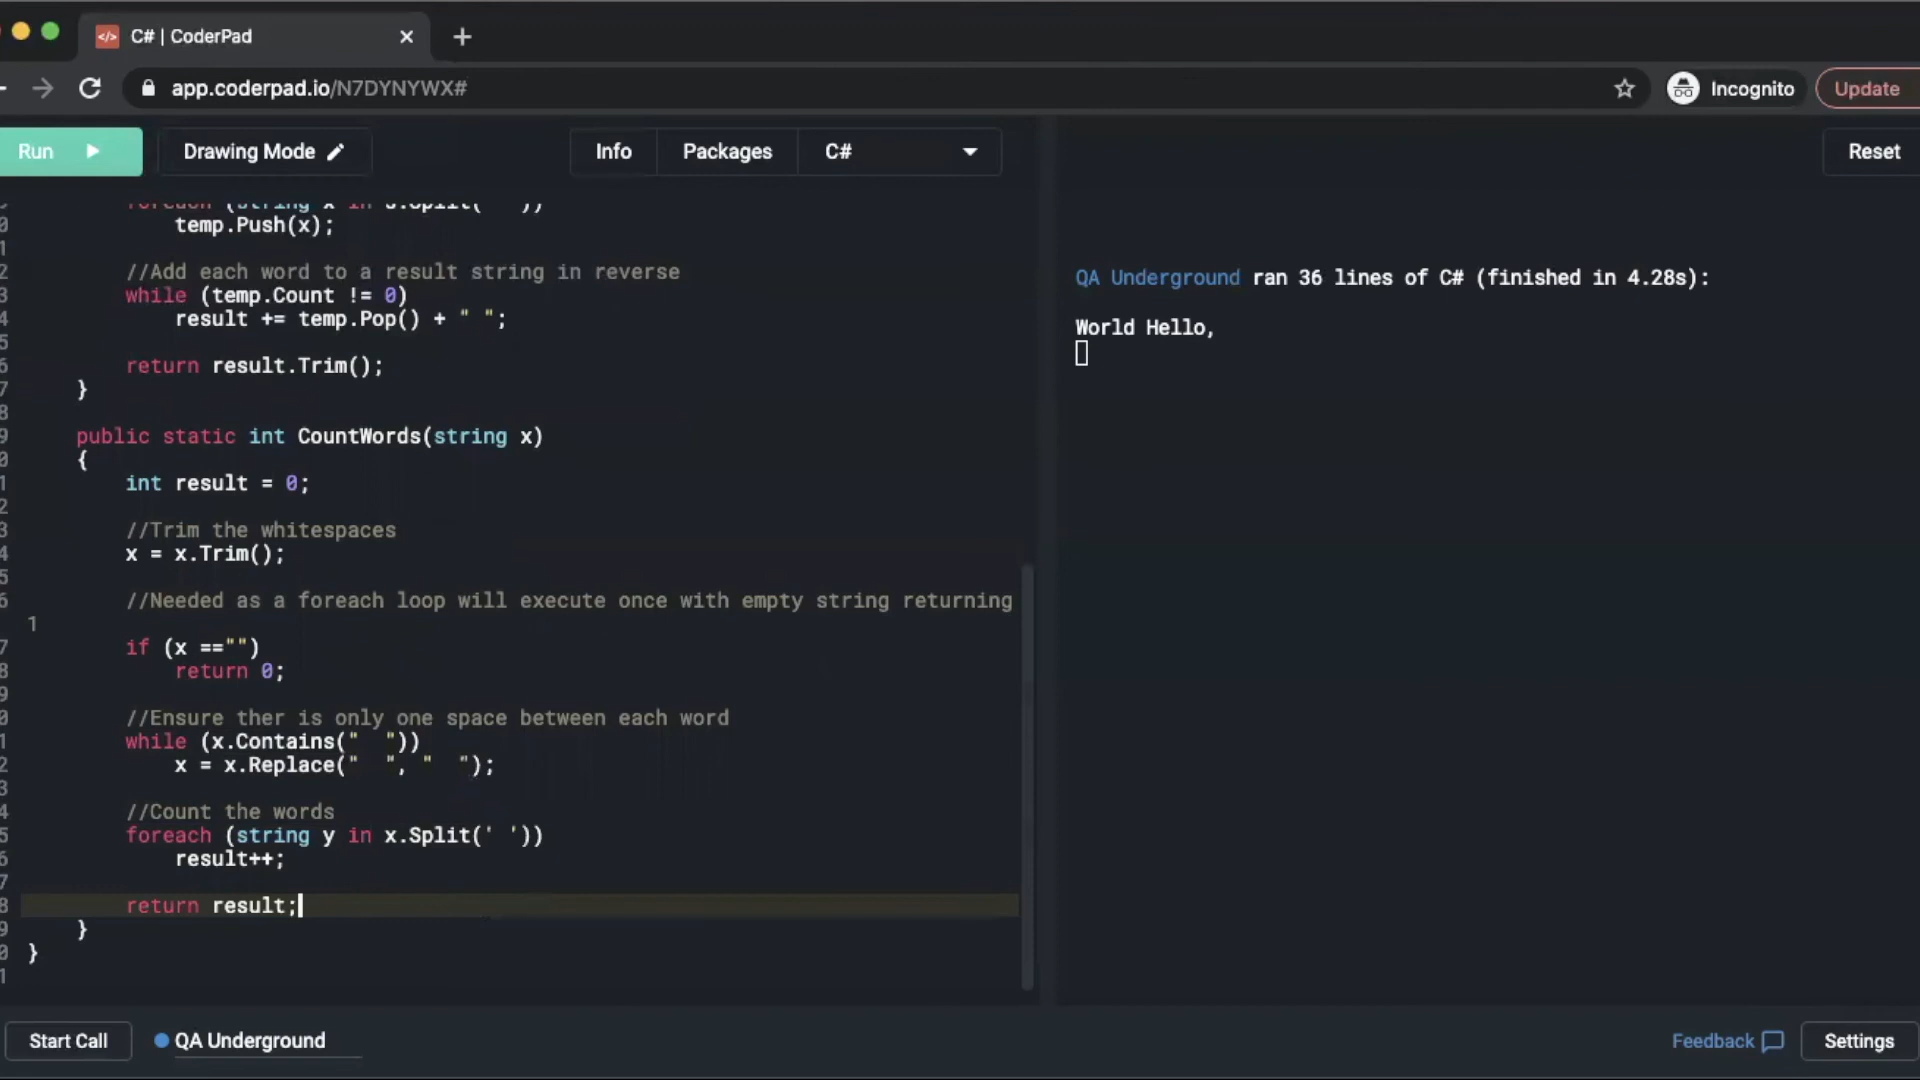 C# | CoderPad
app.coderpad.io/N7DYNYWX#
Incognito
Update
Run
Drawing Mode
Info
Packages
C#
Reset
foreach (string x in s.Split(' '))
temp.Push(x);
//Add each word to a result string in reverse
while (temp.Count != 0)
result += temp.Pop() + " ";
return result.Trim();
}
public static int CountWords(string x)
{
int result = 0;
//Trim the whitespaces
x = x.Trim();
//Needed as a foreach loop will execute once with empty string returning
1
if (x =="")
return 0;
//Ensure ther is only one space between each word
while (x.Contains("  "))
x = x.Replace("  ", "  ");
//Count the words
foreach (string y in x.Split(' '))
result++;
return result;
}
}
QA Underground ran 36 lines of C# (finished in 4.28s):
World Hello,
Start Call
QA Underground
Feedback
Settings